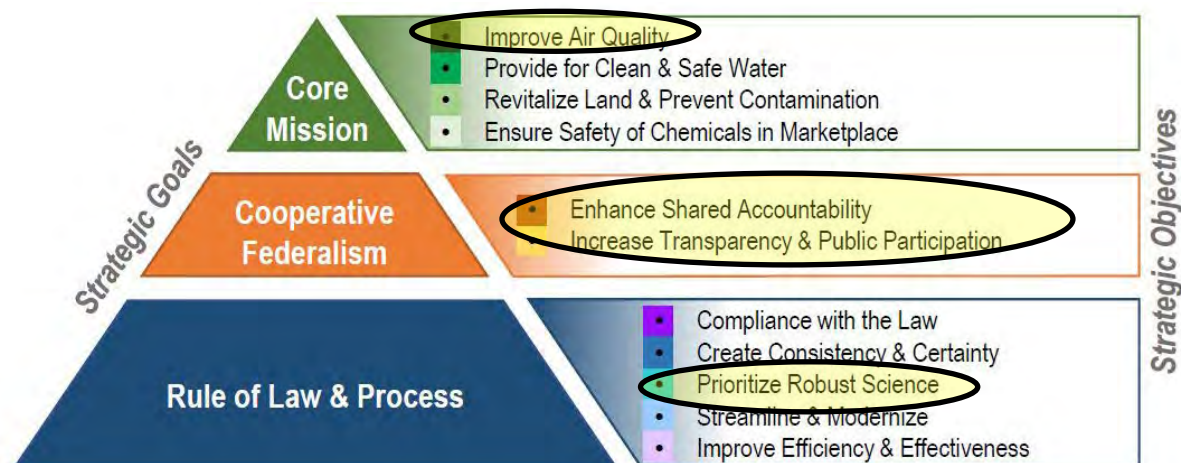 Strategic Goals
Core
Mission
• Improve Air Quality
• Provide for Clean & Safe Water
• Revitalize Land & Prevent Contamination
• Ensure Safety of Chemicals in Marketplace
Cooperative
Federalism
• Enhance Shared Accountability
• Increase Transparency & Public Participation
Rule of Law & Process
• Compliance with the Law
• Create Consistency & Certainty
• Prioritize Robust Science
• Streamline & Modernize
• Improve Efficiency & Effectiveness
Strategic Objectives